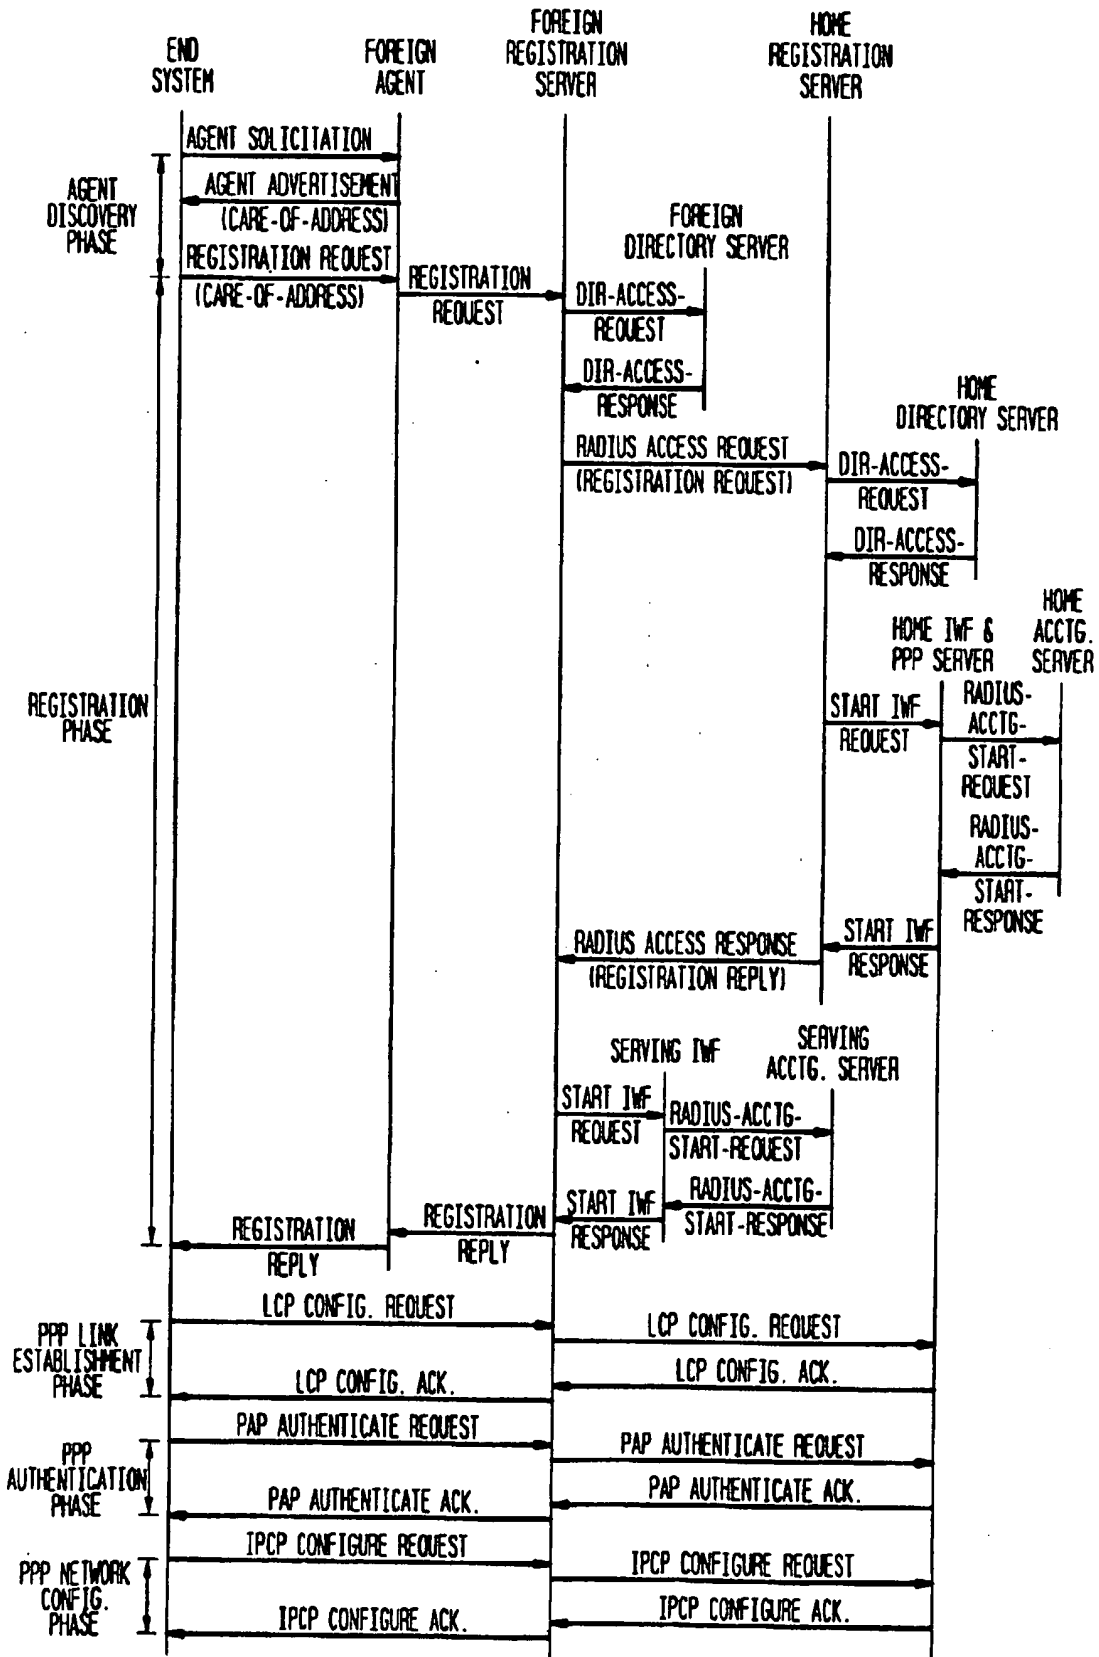 END
SYSTEM
FOREIGN
AGENT
FOREIGN
REGISTRATION
SERVER
HOME
REGISTRATION
SERVER
AGENT SOLICITATION
AGENT ADVERTISEMENT
(CARE-OF-ADDRESS)
AGENT
DISCOVERY
PHASE
REGISTRATION REQUEST
(CARE-OF-ADDRESS)
FOREIGN
DIRECTORY SERVER
REGISTRATION
REQUEST
DIR-ACCESS-
REQUEST
DIR-ACCESS-
RESPONSE
HOME
DIRECTORY SERVER
RADIUS ACCESS REQUEST
(REGISTRATION REQUEST)
DIR-ACCESS-
REQUEST
DIR-ACCESS-
RESPONSE
HOME IWF &
PPP SERVER
HOME
ACCTG.
SERVER
REGISTRATION
PHASE
START IWF
REQUEST
RADIUS-
ACCTG-
START-
REQUEST
RADIUS-
ACCTG-
START-
RESPONSE
START IWF
RESPONSE
RADIUS ACCESS RESPONSE
(REGISTRATION REPLY)
SERVING IWF
SERVING
ACCTG. SERVER
START IWF
REQUEST
RADIUS-ACCTG-
START-REQUEST
RADIUS-ACCTG-
START-RESPONSE
START IWF
RESPONSE
REGISTRATION
REPLY
REGISTRATION
REPLY
LCP CONFIG. REQUEST
LCP CONFIG. REQUEST
PPP LINK
ESTABLISHMENT
PHASE
LCP CONFIG. ACK.
LCP CONFIG. ACK.
PAP AUTHENTICATE REQUEST
PAP AUTHENTICATE REQUEST
PPP
AUTHENTICATION
PHASE
PAP AUTHENTICATE ACK.
PAP AUTHENTICATE ACK.
IPCP CONFIGURE REQUEST
IPCP CONFIGURE REQUEST
PPP NETWORK
CONFIG.
PHASE
IPCP CONFIGURE ACK.
IPCP CONFIGURE ACK.